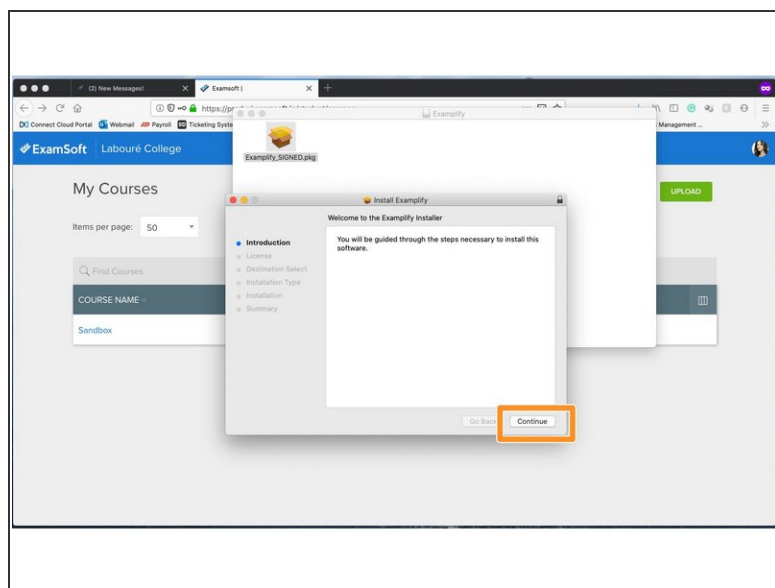 (2) New Messages!
Examsoft |
Connect Cloud Portal
Webmail
Payroll
Ticketing Syste
Management ...
Examplify
Examplify_SIGNED.pkg
ExamSoft
Labouré College
My Courses
UPLOAD
Items per page: 50
Find Courses
COURSE NAME
Sandbox
Install Examplify
Welcome to the Examplify Installer
Introduction
License
Destination Select
Installation Type
Installation
Summary
You will be guided through the steps necessary to install this
software.
Go Back
Continue